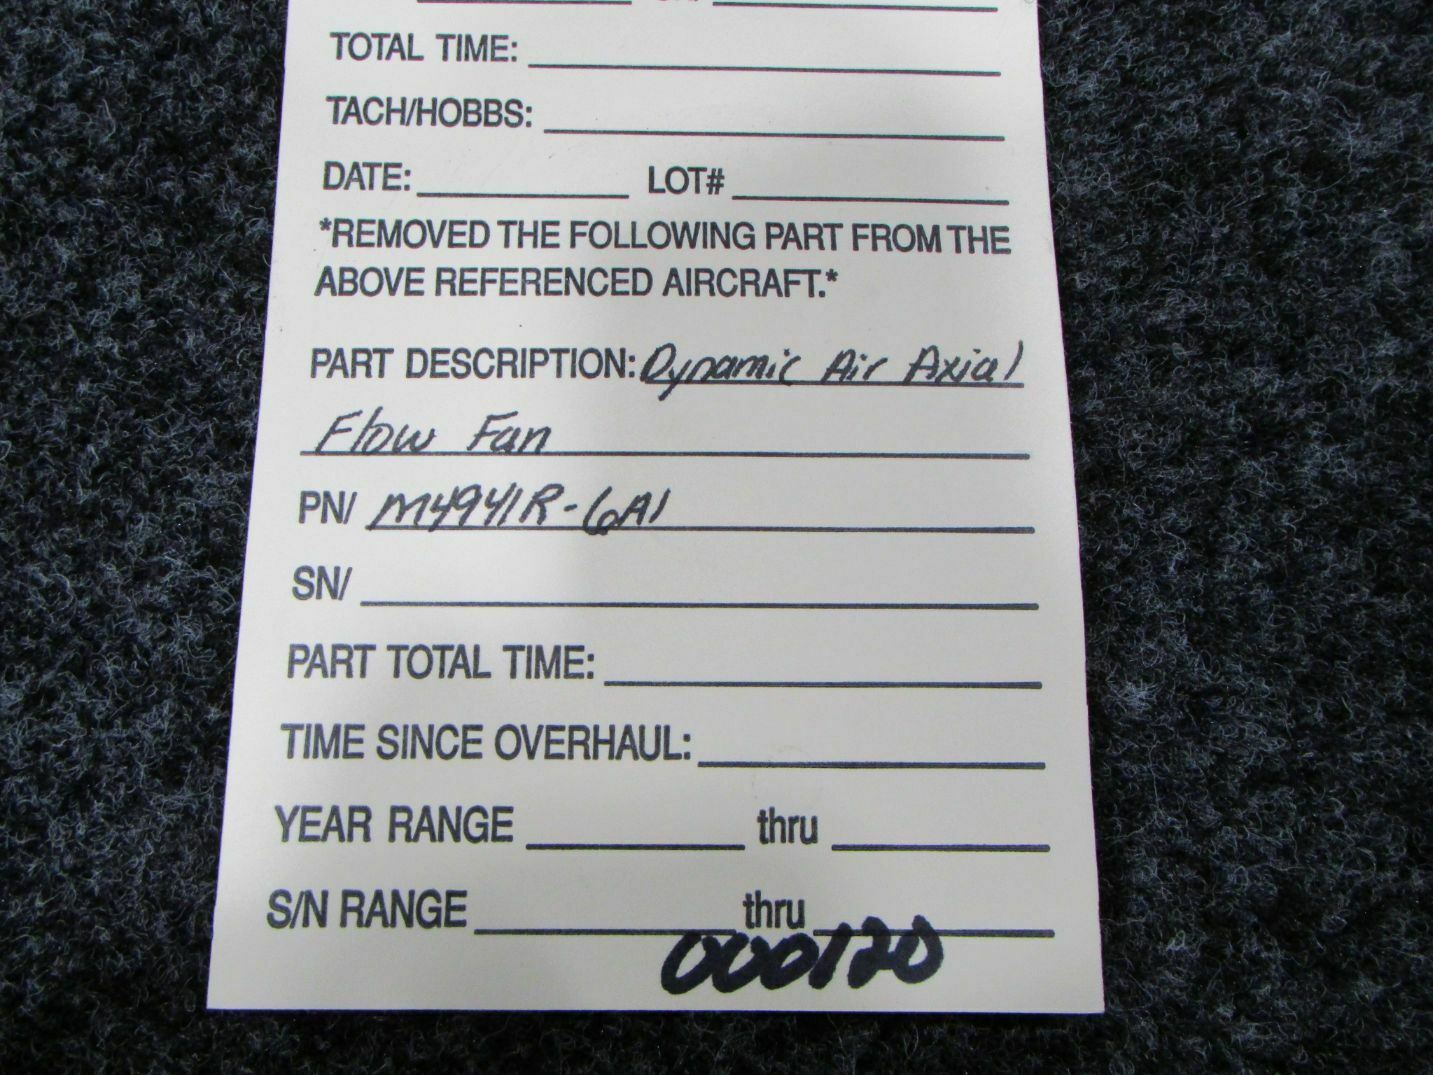 TOTAL TIME:
TACH/HOBBS:
DATE: LOT#
*REMOVED THE FOLLOWING PART FROM THE
ABOVE REFERENCED AIRCRAFT.*
PART DESCRIPTION: Dynamic Air Axial
Flow Fan
PN/ M4941R-6A1
SN/
PART TOTAL TIME:
TIME SINCE OVERHAUL:
YEAR RANGE thru
S/N RANGE thru
000120